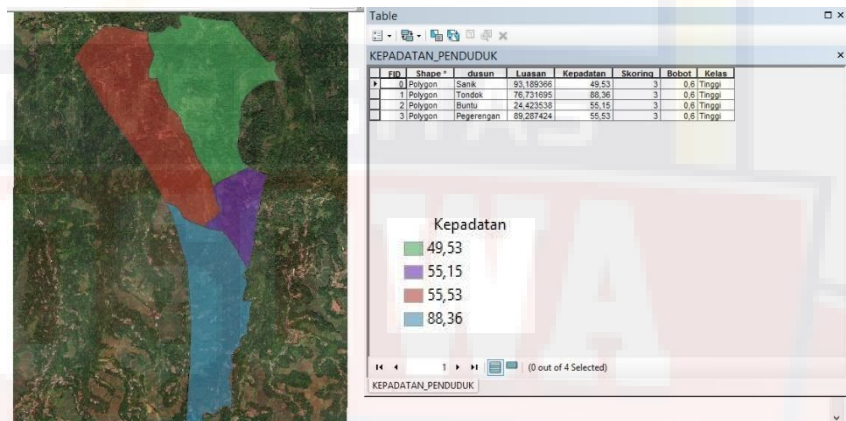 Table
KEPADATAN_PENDUDUK
FID Shape * dusun Luasan Kepadatan Skoring Bobot Kelas
0 Polygon Sanik 93,189366 49,53 3 0,6 Tinggi
1 Polygon Tondok 76,731695 88,36 3 0,6 Tinggi
2 Polygon Buntu 24,423538 55,15 3 0,6 Tinggi
3 Polygon Pegerengan 89,287424 55,53 3 0,6 Tinggi
Kepadatan
49,53
55,15
55,53
88,36
1 (0 out of 4 Selected)
KEPADATAN_PENDUDUK